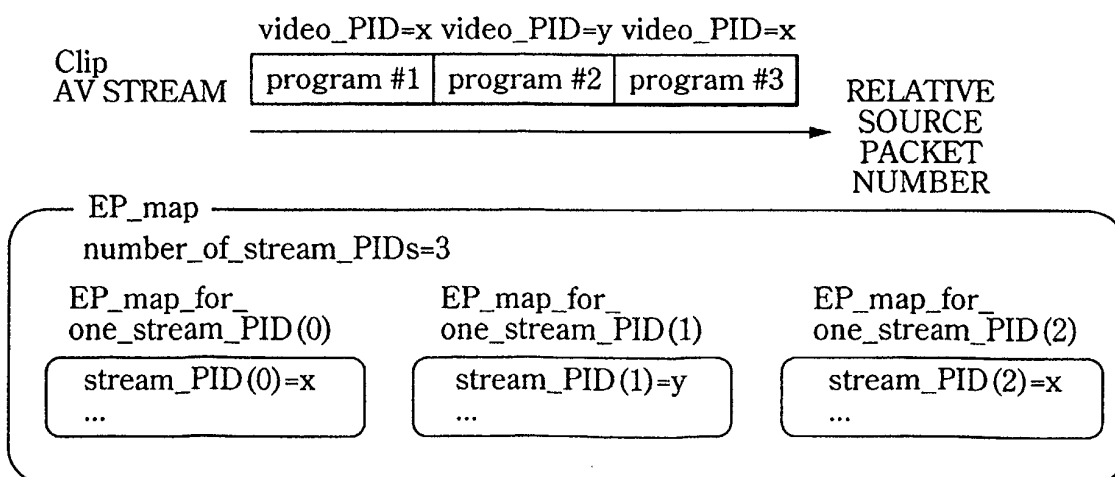 video_PID=x video_PID=y video_PID=x
Clip
AV STREAM
program #1 program #2 program #3
RELATIVE
SOURCE
PACKET
NUMBER
EP_map
number_of_stream_PIDs=3
EP_map_for_
one_stream_PID(0)
stream_PID(0)=x
...
EP_map_for_
one_stream_PID(1)
stream_PID(1)=y
...
EP_map_for_
one_stream_PID(2)
stream_PID(2)=x
...